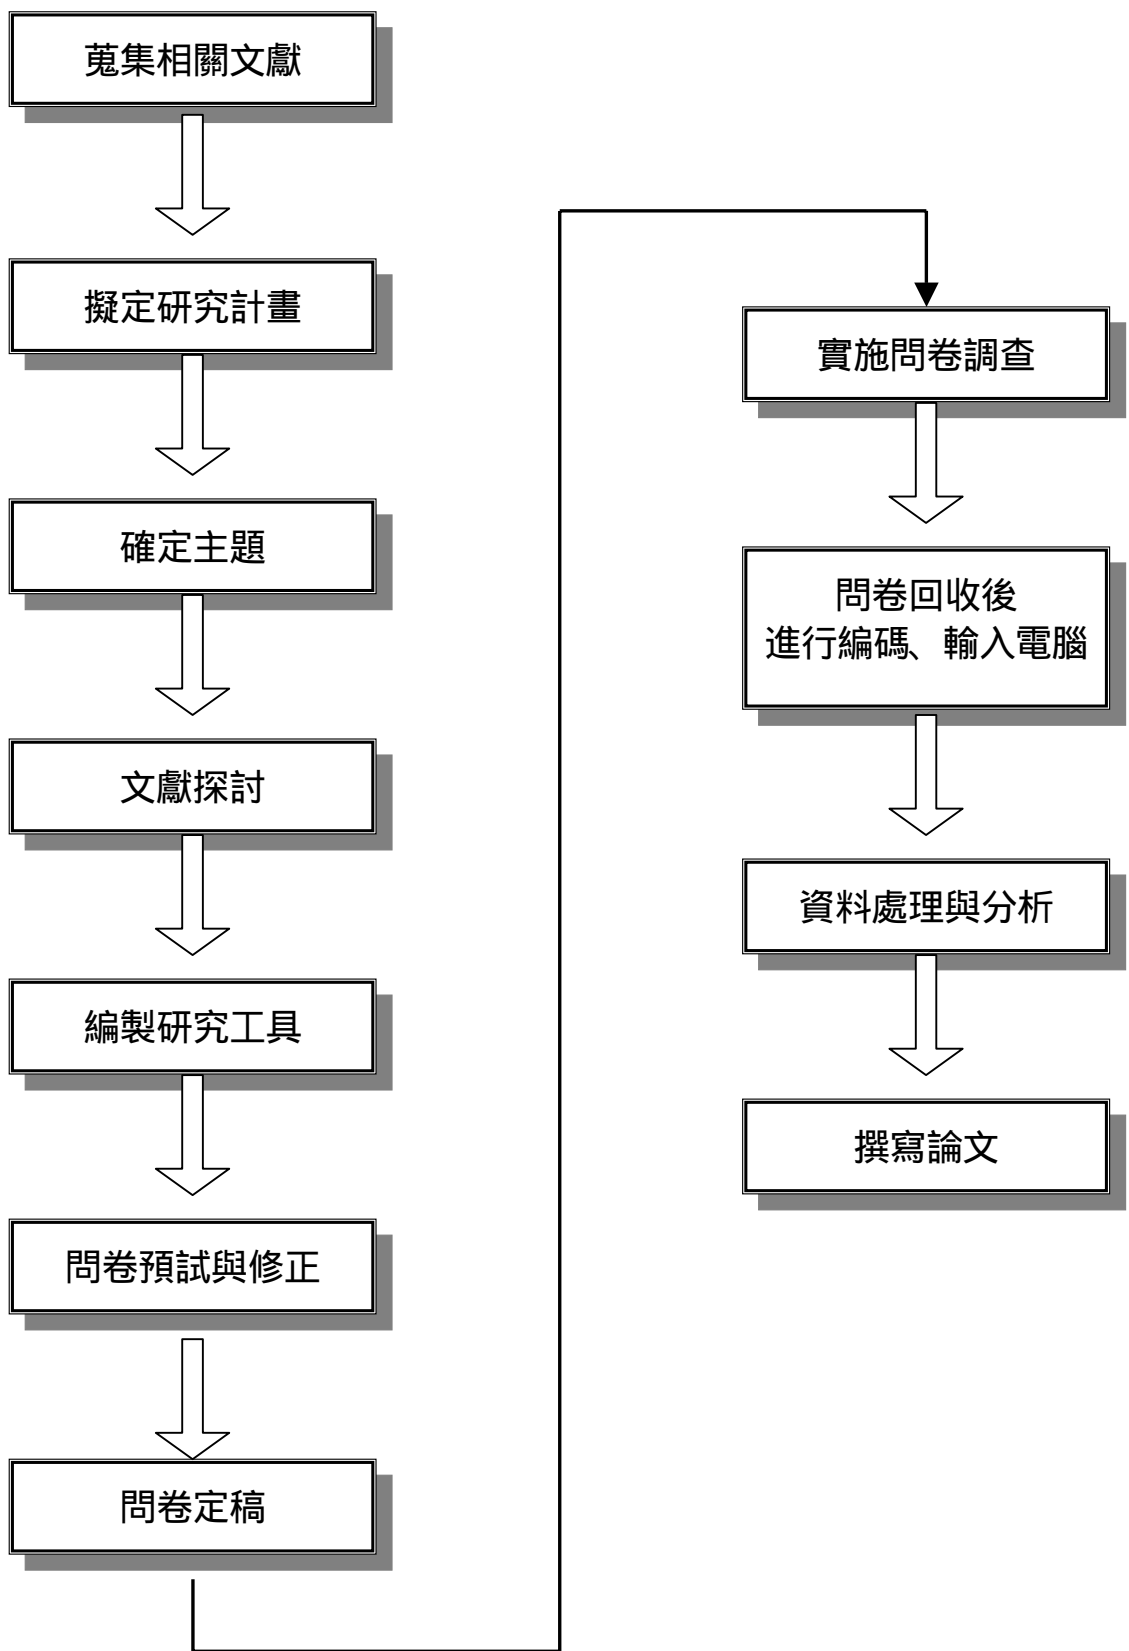 蒐集相關文獻
擬定研究計畫
確定主題
文獻探討
編製研究工具
問卷預試與修正
問卷定稿
實施問卷調查
問卷回收後
進行編碼、輸入電腦
資料處理與分析
撰寫論文